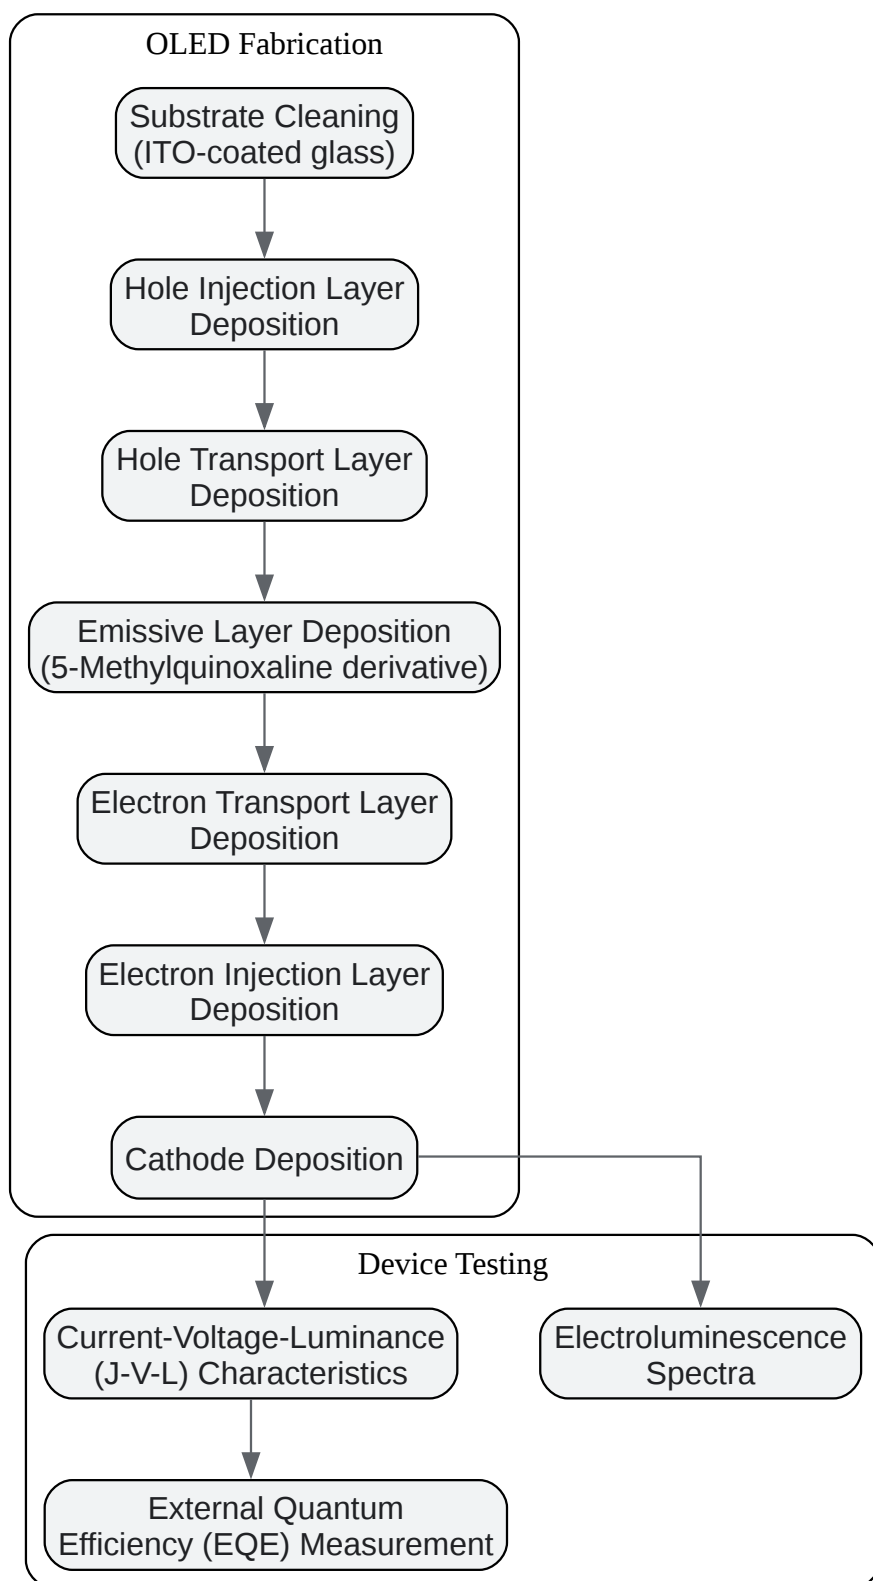 OLED Fabrication
Substrate Cleaning
(ITO-coated glass)
Hole Injection Layer
Deposition
Hole Transport Layer
Deposition
Emissive Layer Deposition
(5-Methylquinoxaline derivative)
Electron Transport Layer
Deposition
Electron Injection Layer
Deposition
Cathode Deposition
Device Testing
Current-Voltage-Luminance
(J-V-L) Characteristics
Electroluminescence
Spectra
External Quantum
Efficiency (EQE) Measurement